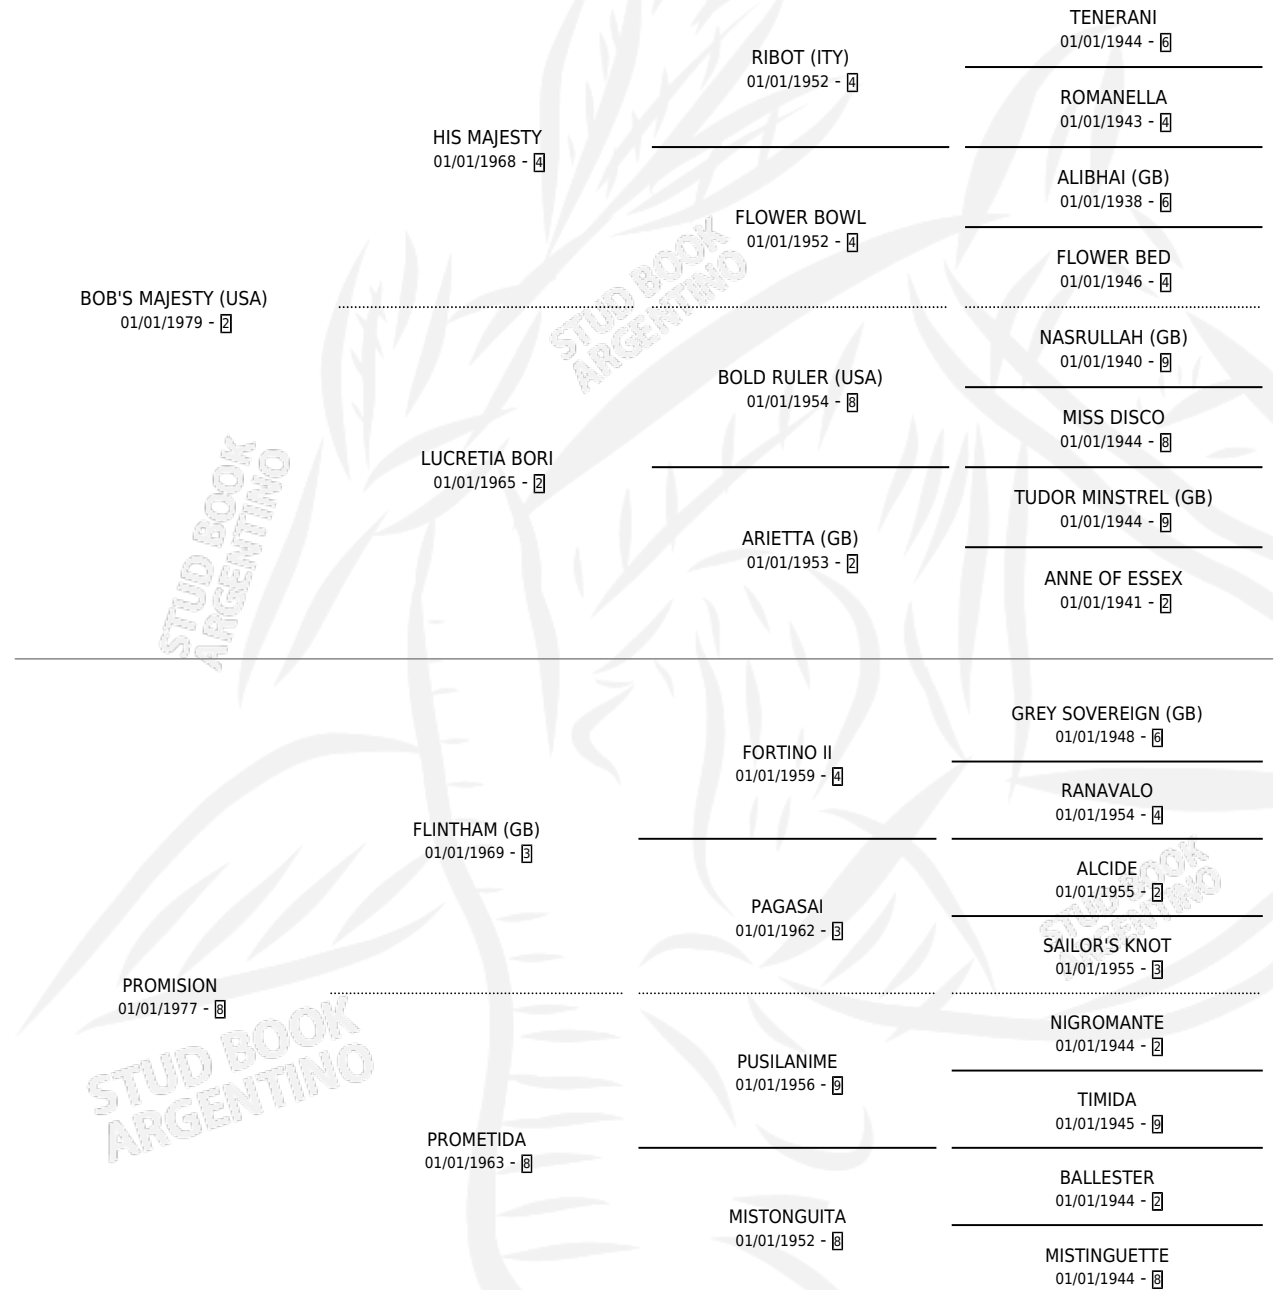 TENERANI
01/01/1944 - 6
RIBOT (ITY)
01/01/1952 - 4
ROMANELLA
01/01/1943 - 4
HIS MAJESTY
01/01/1968 - 4
ALIBHAI (GB)
01/01/1938 - 6
FLOWER BOWL
01/01/1952 - 4
FLOWER BED
01/01/1946 - 4
BOB'S MAJESTY (USA)
01/01/1979 - 2
NASRULLAH (GB)
01/01/1940 - 9
BOLD RULER (USA)
01/01/1954 - 8
MISS DISCO
01/01/1944 - 8
LUCRETIA BORI
01/01/1965 - 2
TUDOR MINSTREL (GB)
01/01/1944 - 9
ARIETTA (GB)
01/01/1953 - 2
ANNE OF ESSEX
01/01/1941 - 2
GREY SOVEREIGN (GB)
01/01/1948 - 6
FORTINO II
01/01/1959 - 4
RANAVALO
01/01/1954 - 4
FLINTHAM (GB)
01/01/1969 - 3
ALCIDE
01/01/1955 - 2
PAGASAI
01/01/1962 - 3
SAILOR'S KNOT
01/01/1955 - 3
PROMISION
01/01/1977 - 8
NIGROMANTE
01/01/1944 - 2
PUSILANIME
01/01/1956 - 9
TIMIDA
01/01/1945 - 9
PROMETIDA
01/01/1963 - 8
BALLESTER
01/01/1944 - 2
MISTONGUITA
01/01/1952 - 8
MISTINGUETTE
01/01/1944 - 8
STUD BOOK
ARGENTINO
STUD BOOK
ARGENTINO
STUD BOOK
ARGENTINO
STUD BOOK
ARGENTINO